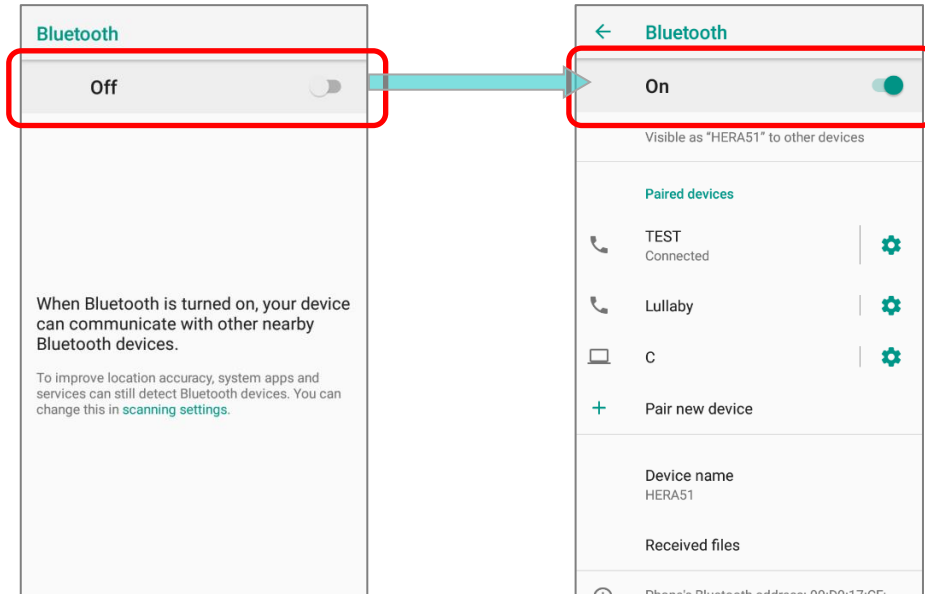 Bluetooth
Off
When Bluetooth is turned on, your device
can communicate with other nearby
Bluetooth devices.
To improve location accuracy, system apps and
services can still detect Bluetooth devices. You can
change this in scanning settings.
Bluetooth
On
Visible as "HERA51" to other devices
Paired devices
TEST
Connected
Lullaby
C
Pair new device
Device name
HERA51
Received files
Phone's Bluetooth address: